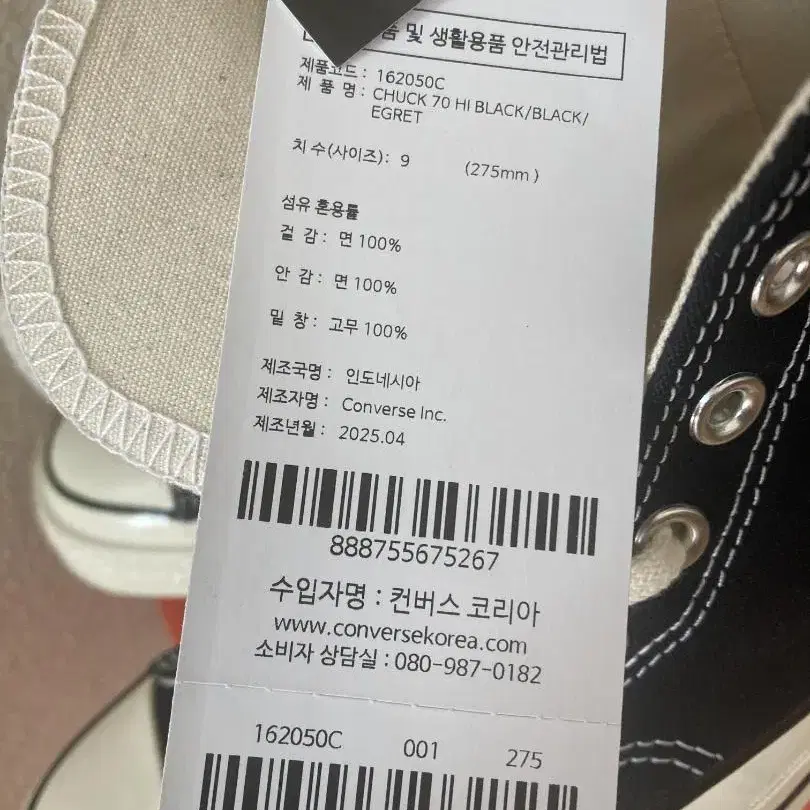 및 생활용품 안전관리법
제품코드 : 162050C
제 품 명 : CHUCK 70 HI BLACK/BLACK/
EGRET
치 수(사이즈) : 9 (275mm )
섬유 혼용률
겉 감 : 면 100%
안 감 : 면 100%
밑 창 : 고무 100%
제조국명 : 인도네시아
제조자명 : Converse Inc.
제조년월 : 2025.04
888755675267
수입자명 : 컨버스 코리아
www.conversekorea.com
소비자 상담실 : 080-987-0182
162050C 001 275